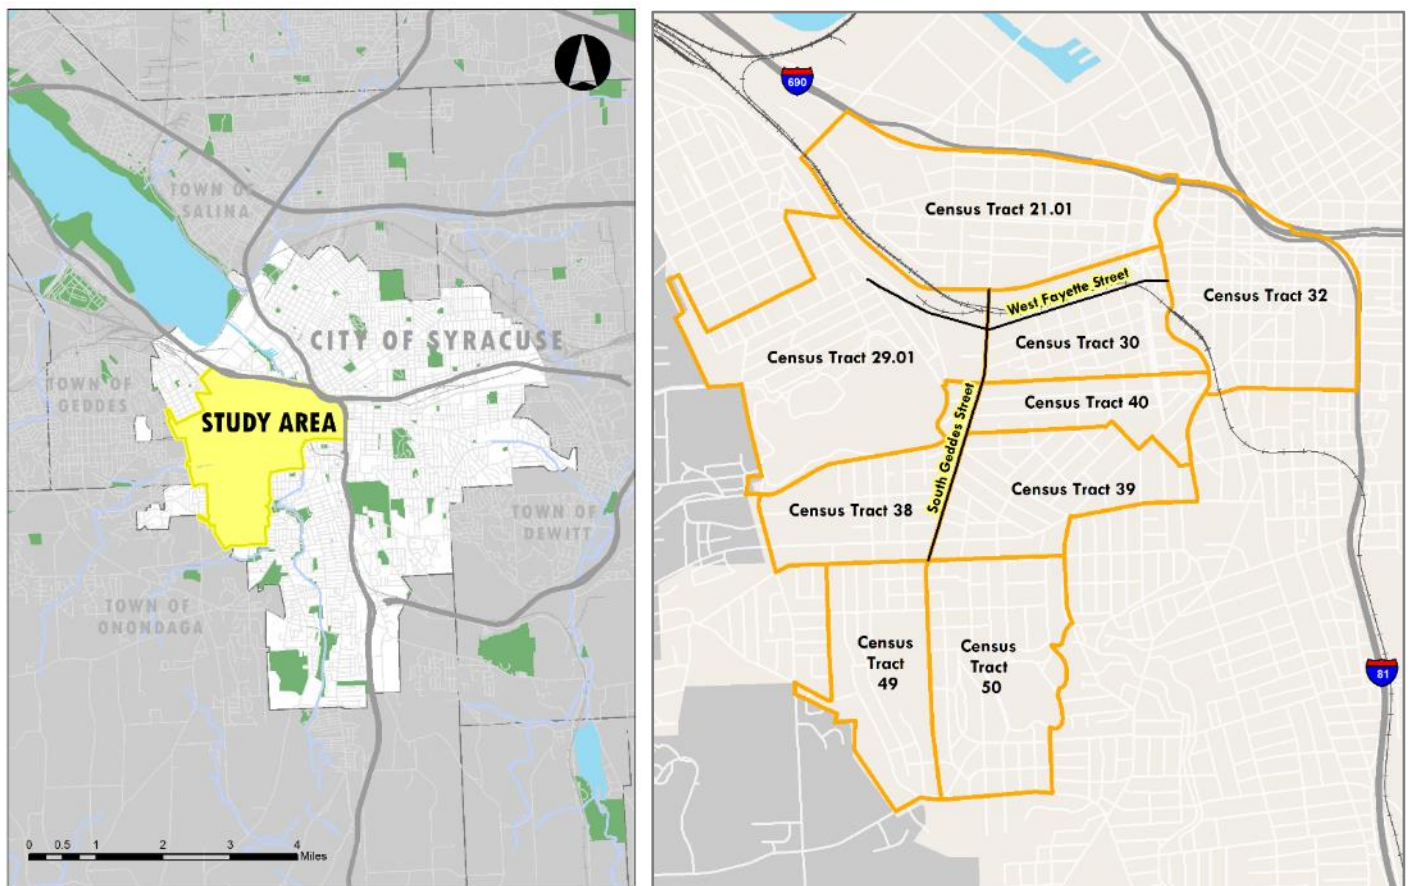 TOWN OF
SALINA
CITY OF SYRACUSE
TOWN OF
GEDDES
STUDY AREA
TOWN OF
DEWITT
TOWN OF
ONONDAGA
0 0.5 1 2 3 4
Miles
690
Census Tract 21.01
West Fayette Street
Census Tract 32
Census Tract 30
Census Tract 29.01
Census Tract 40
South Geddes Street
Census Tract 39
Census Tract 38
Census
Tract
49
Census
Tract
50
81